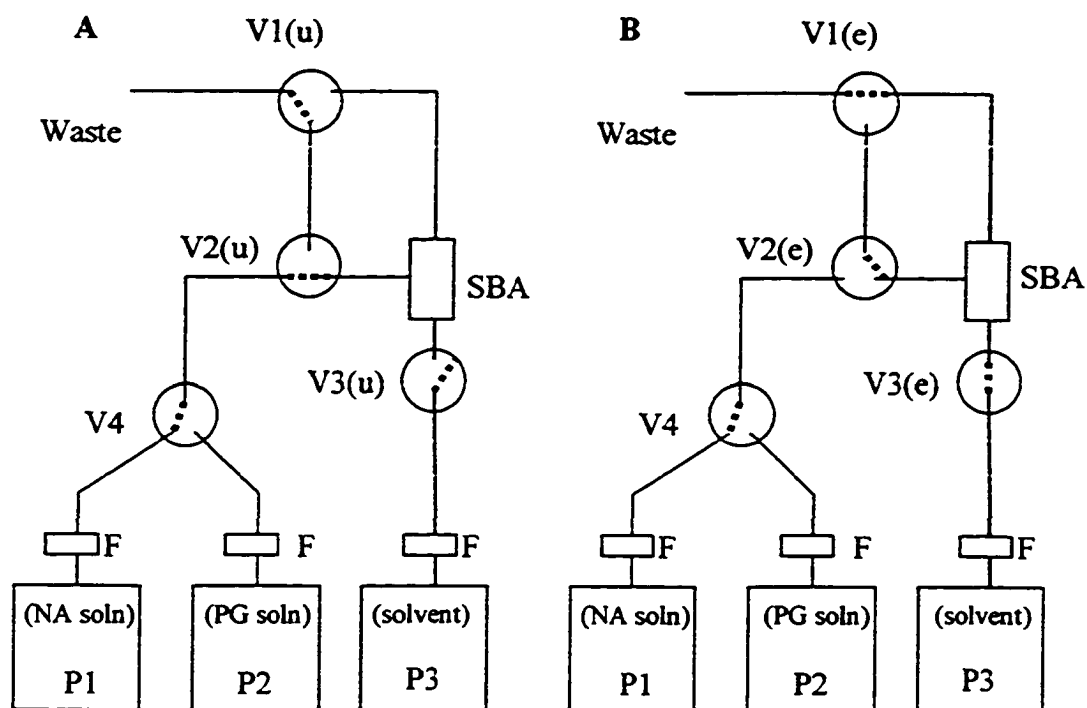 A
V1(u)
Waste
V2(u)
SBA
V3(u)
V4
F
F
F
(NA soln)
(PG soln)
(solvent)
P1
P2
P3
B
V1(e)
Waste
V2(e)
SBA
V3(e)
V4
F
F
F
(NA soln)
(PG soln)
(solvent)
P1
P2
P3